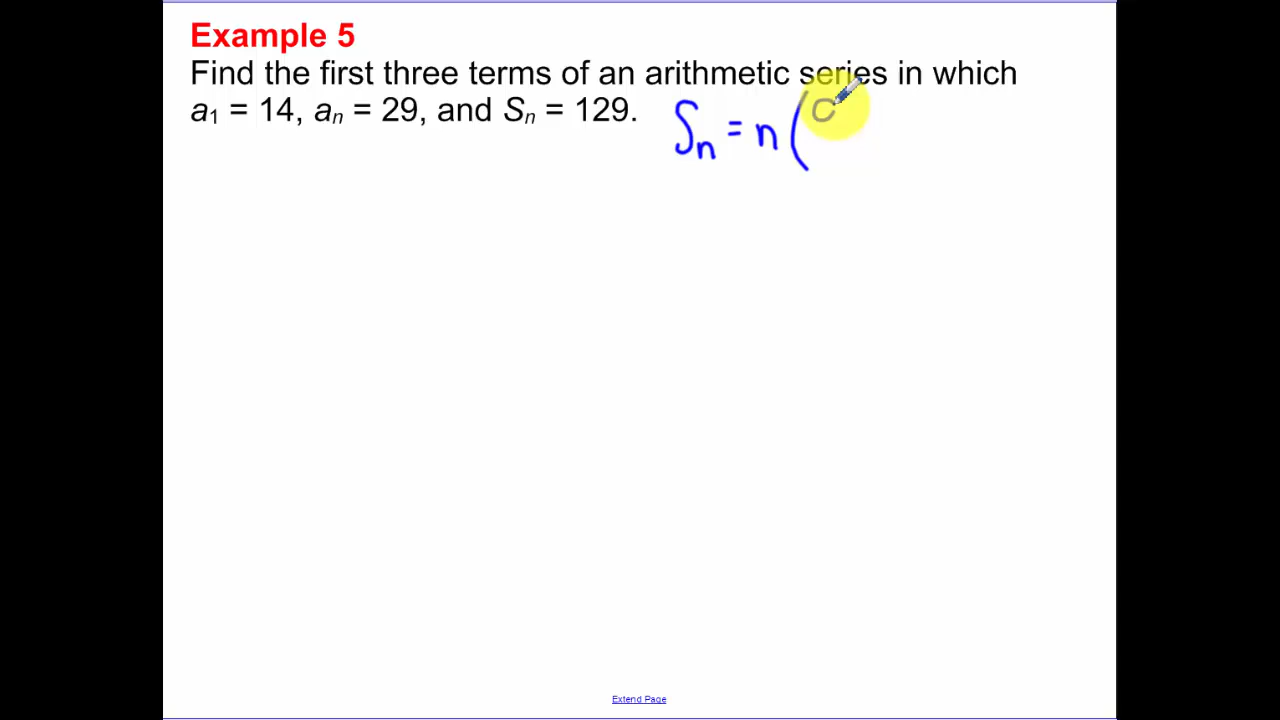 Example 5
Find the first three terms of an arithmetic series in which
a₁ = 14, aₙ = 29, and Sₙ = 129. Sₙ = n (
Extend Page